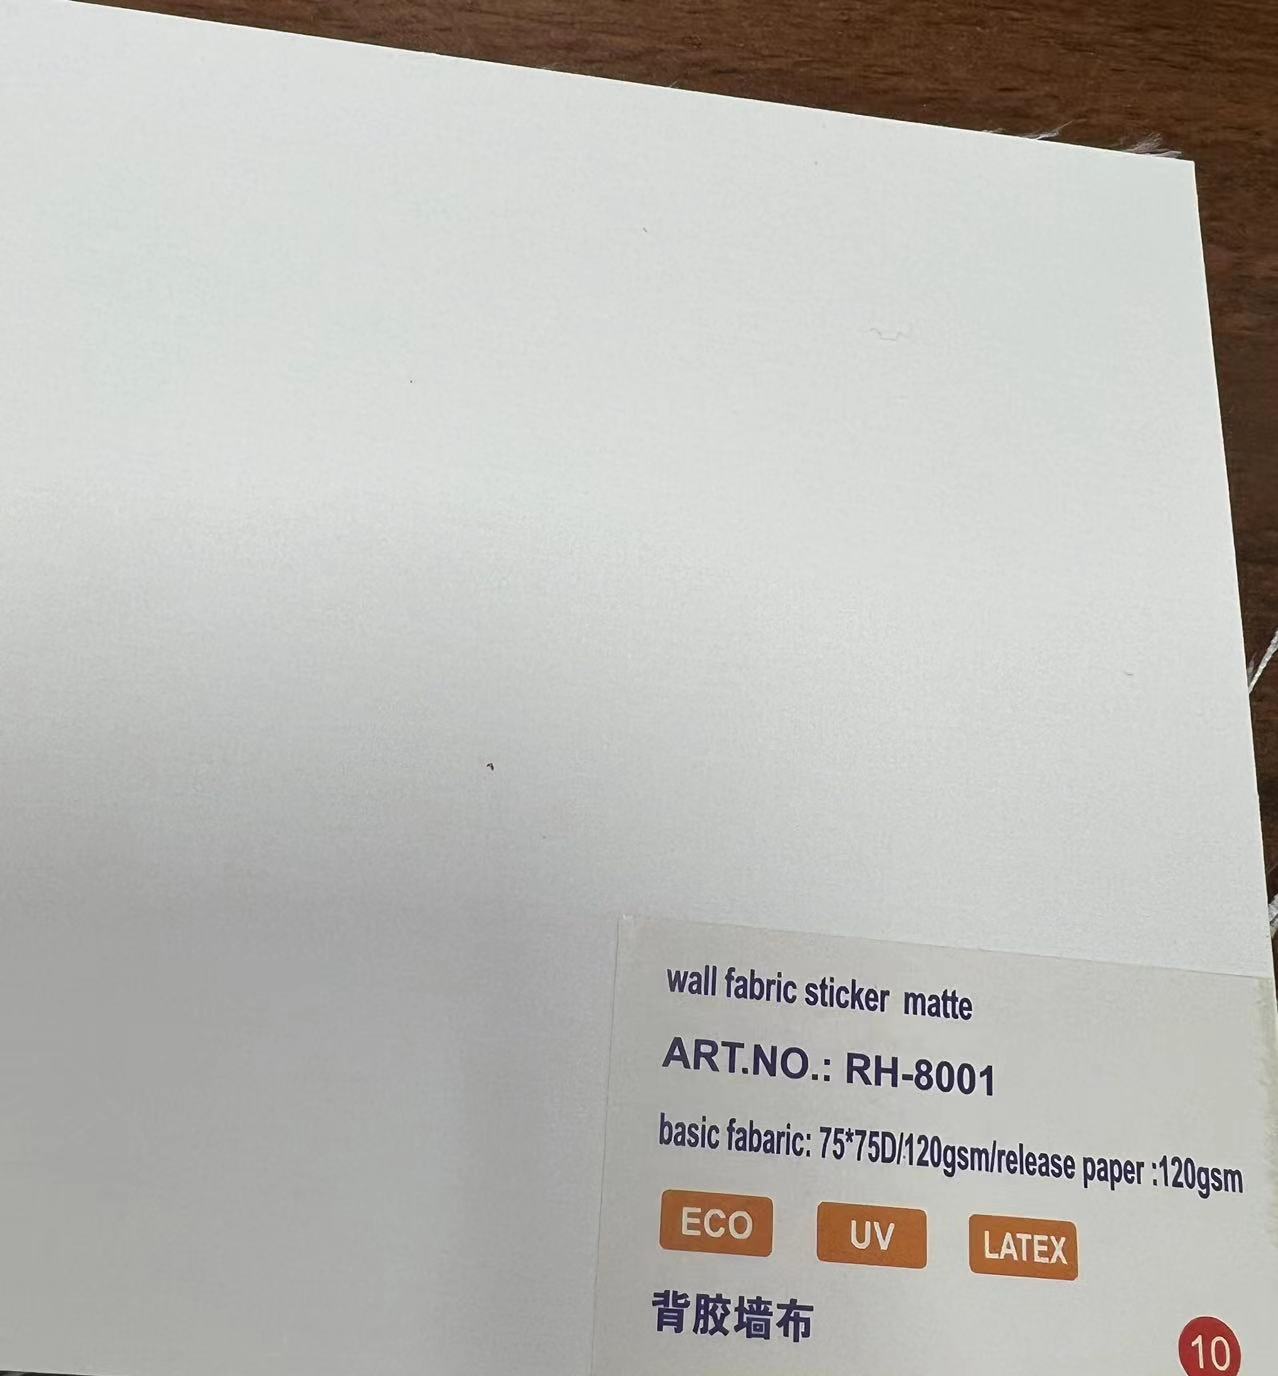 wall fabric sticker matte
ART.NO.: RH-8001
basic fabaric: 75*75D/120gsm/release paper :120gsm
ECO UV LATEX
背胶墙布
10